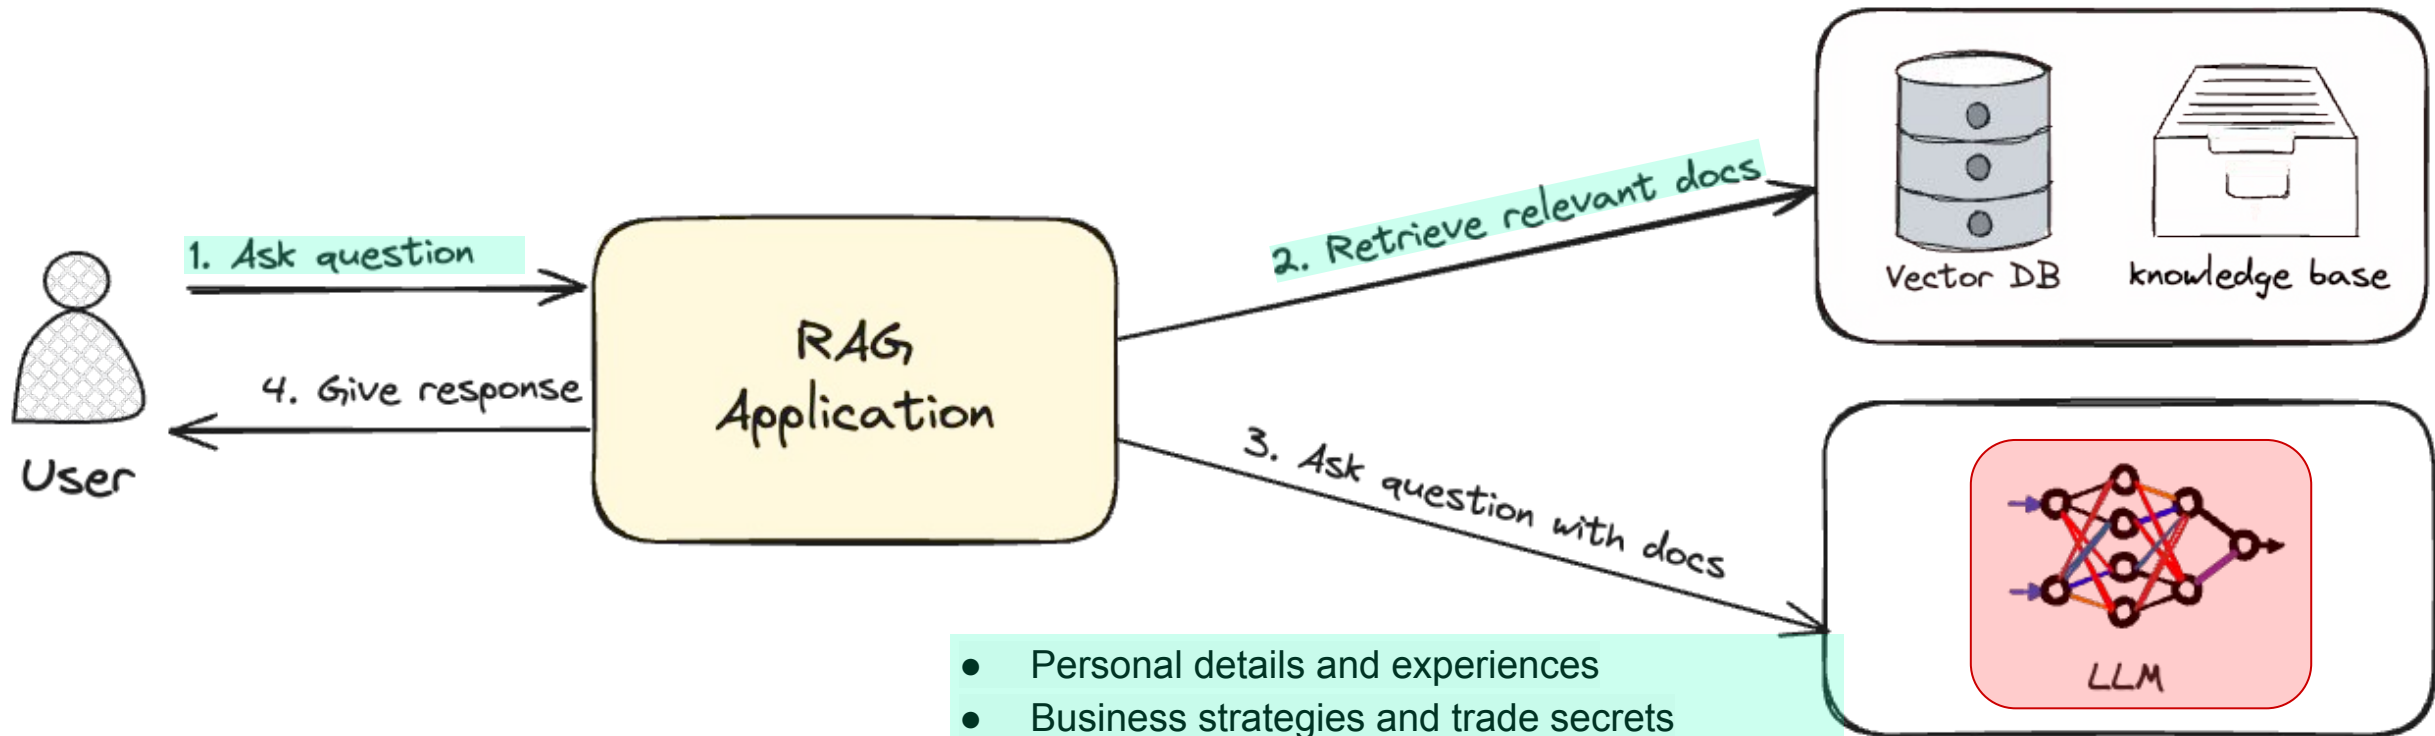 1. Ask question
4. Give response
User
RAG
Application
2. Retrieve relevant docs
Vector DB
knowledge base
3. Ask question with docs
LLM
● Personal details and experiences
● Business strategies and trade secrets